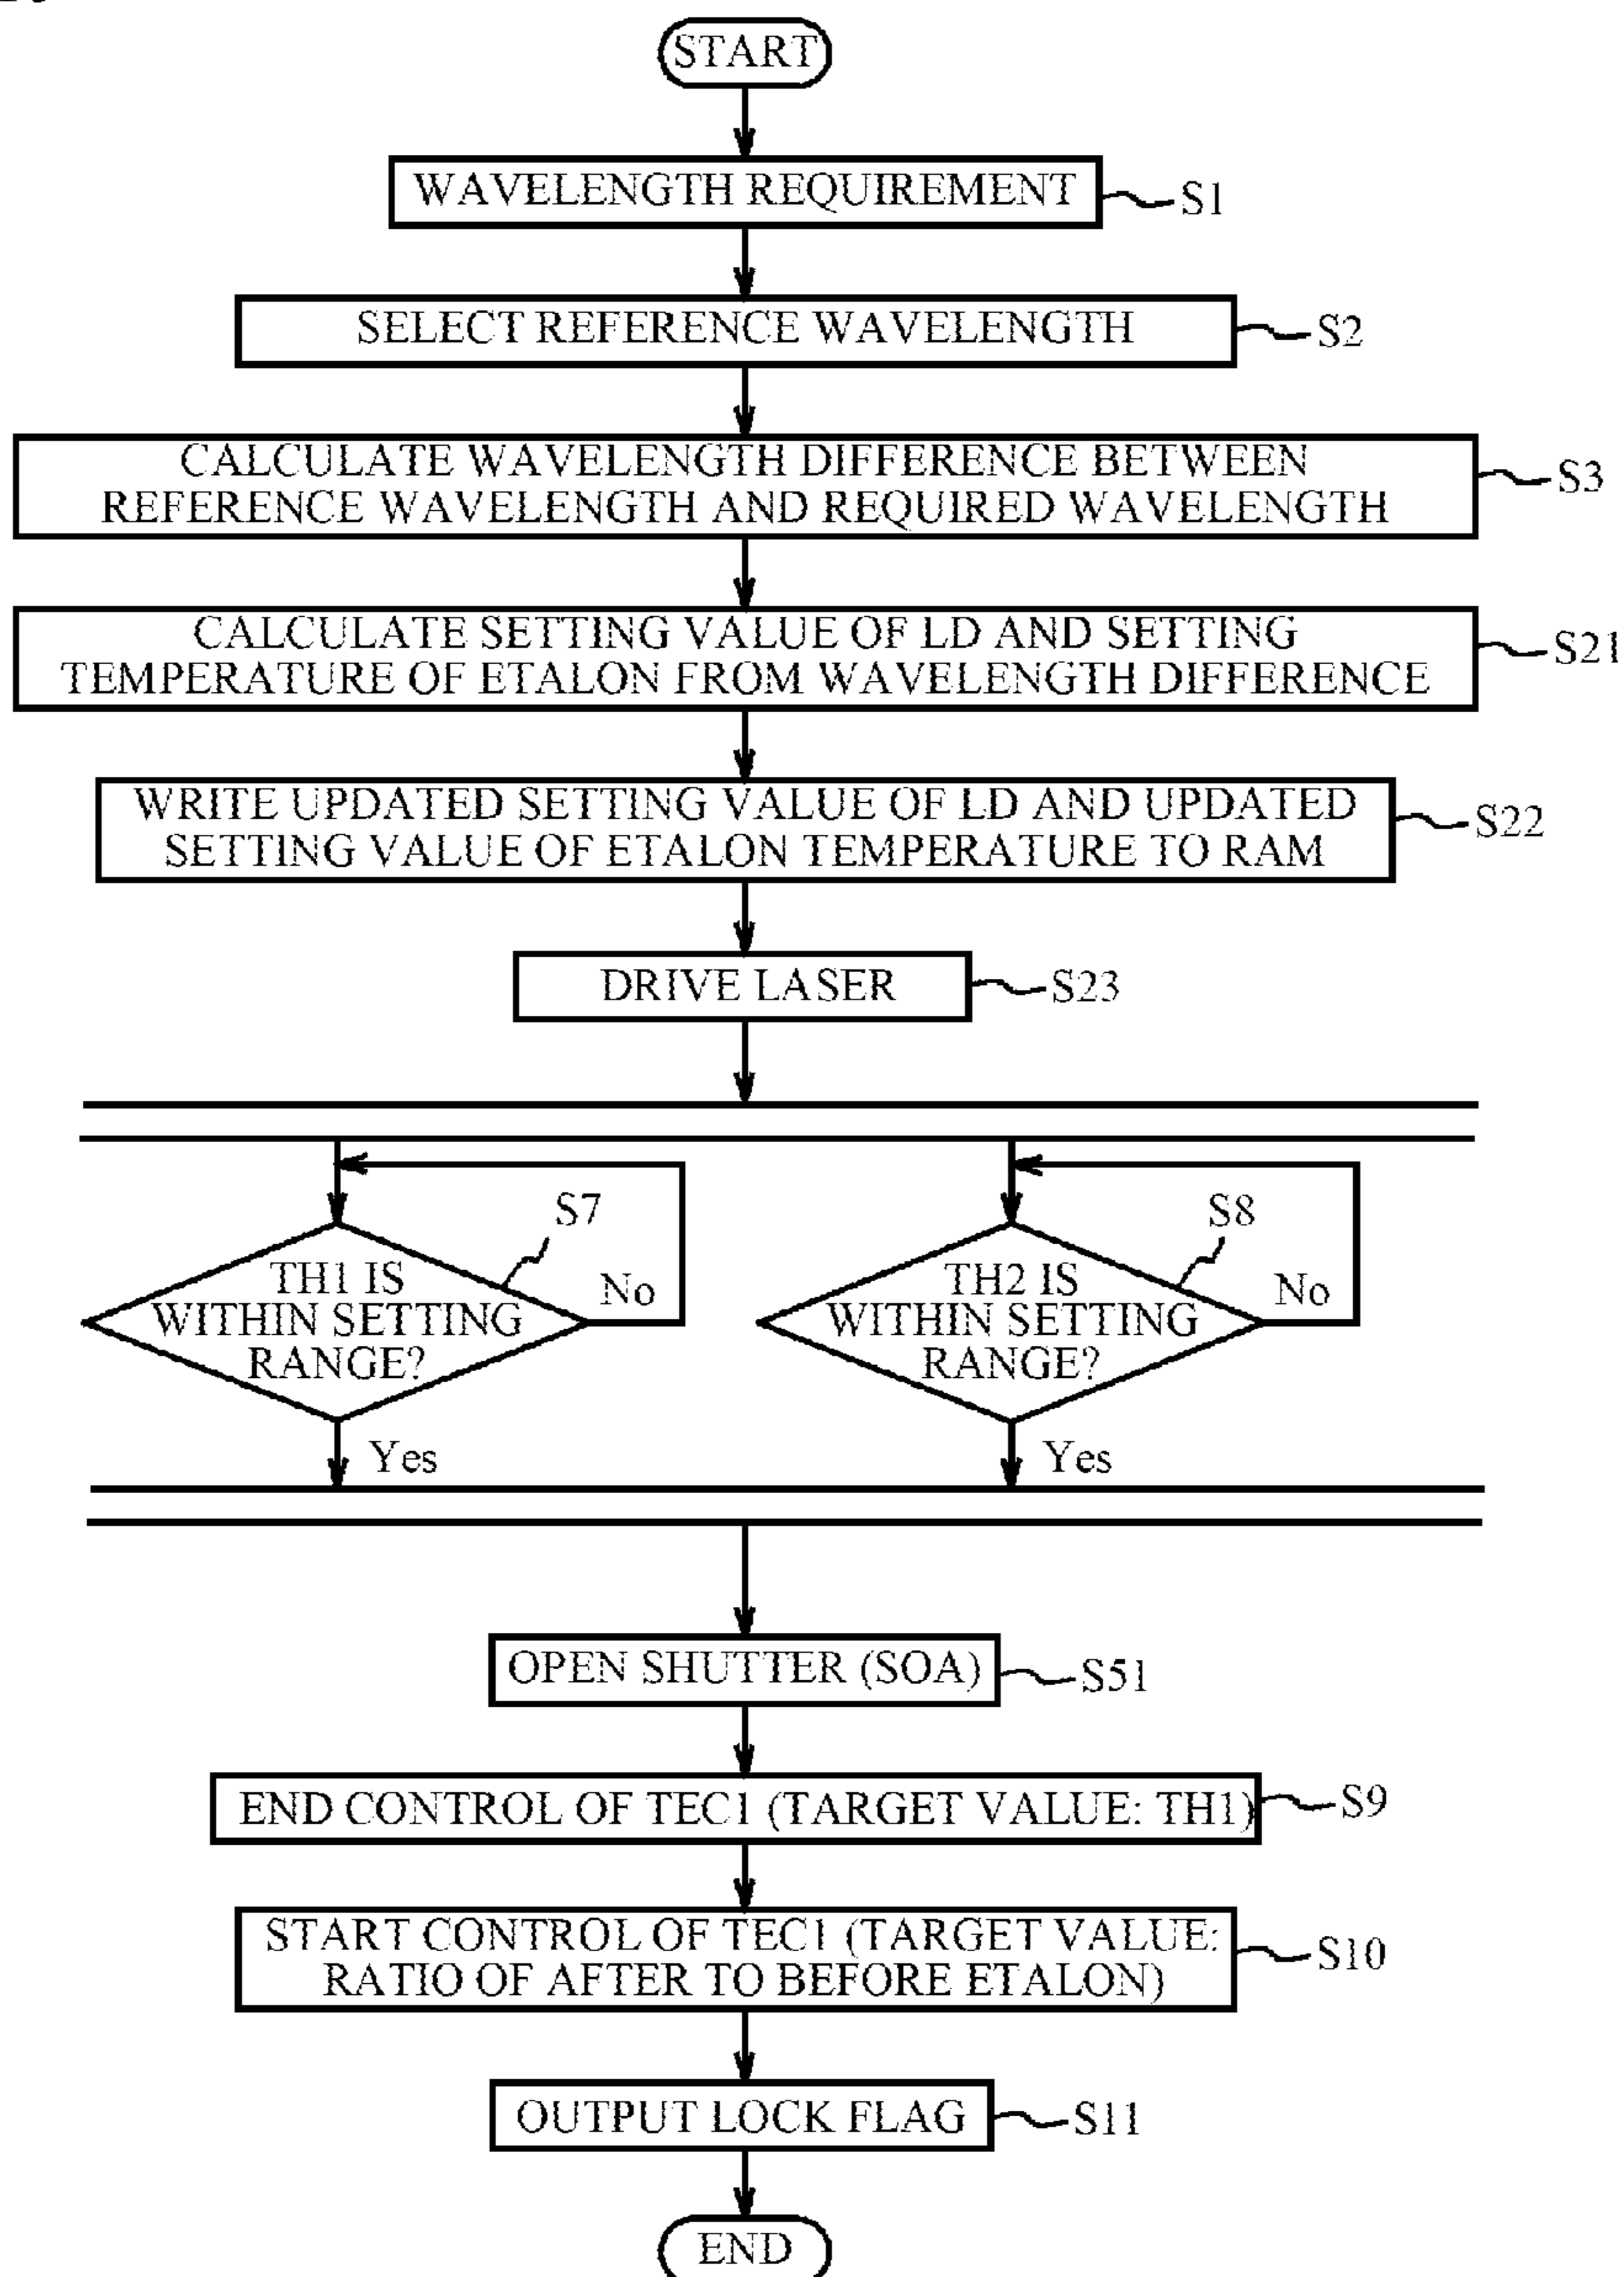 START
WAVELENGTH REQUIREMENT
S1
SELECT REFERENCE WAVELENGTH
S2
CALCULATE WAVELENGTH DIFFERENCE BETWEEN
REFERENCE WAVELENGTH AND REQUIRED WAVELENGTH
S3
CALCULATE SETTING VALUE OF LD AND SETTING
TEMPERATURE OF ETALON FROM WAVELENGTH DIFFERENCE
S21
WRITE UPDATED SETTING VALUE OF LD AND UPDATED
SETTING VALUE OF ETALON TEMPERATURE TO RAM
S22
DRIVE LASER
S23
S7
TH1 IS
WITHIN SETTING
RANGE?
No
Yes
S8
TH2 IS
WITHIN SETTING
RANGE?
No
Yes
OPEN SHUTTER (SOA)
S51
END CONTROL OF TEC1 (TARGET VALUE: TH1)
S9
START CONTROL OF TEC1 (TARGET VALUE:
RATIO OF AFTER TO BEFORE ETALON)
S10
OUTPUT LOCK FLAG
S11
END